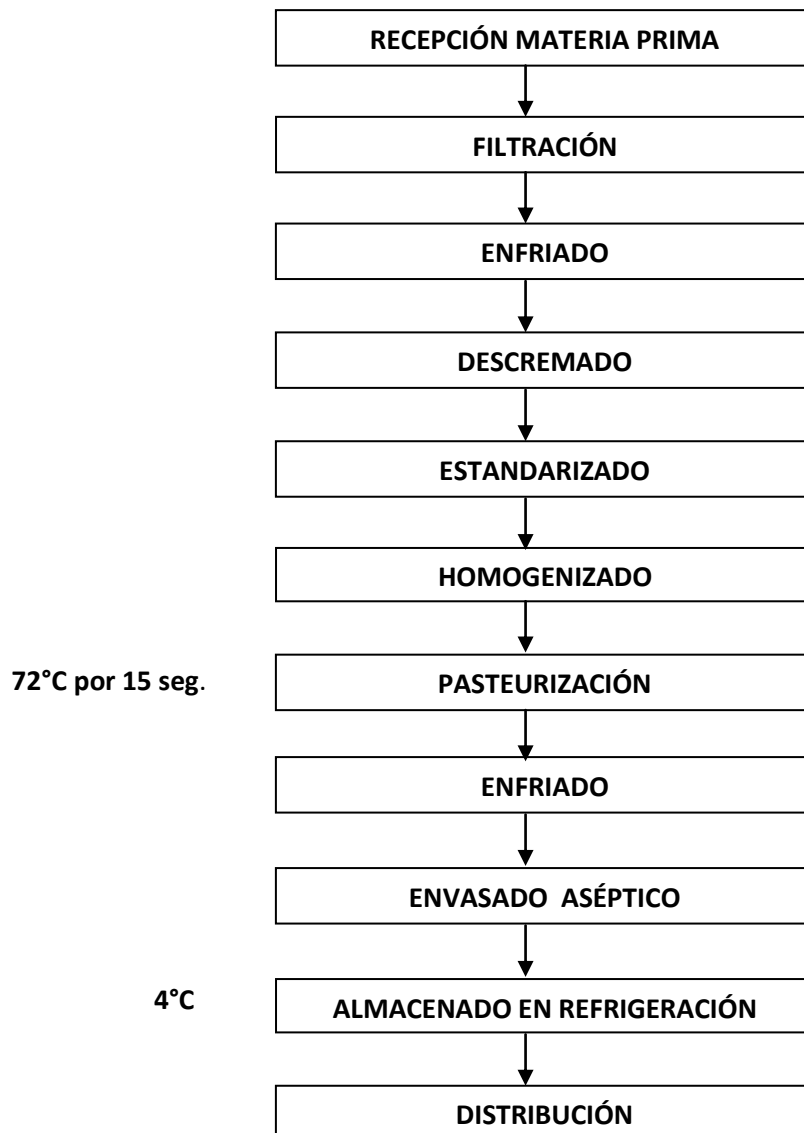 RECEPCIÓN MATERIA PRIMA
FILTRACIÓN
ENFRIADO
DESCREMADO
ESTANDARIZADO
HOMOGENIZADO
72°C por 15 seg.
PASTEURIZACIÓN
ENFRIADO
ENVASADO ASÉPTICO
4°C
ALMACENADO EN REFRIGERACIÓN
DISTRIBUCIÓN